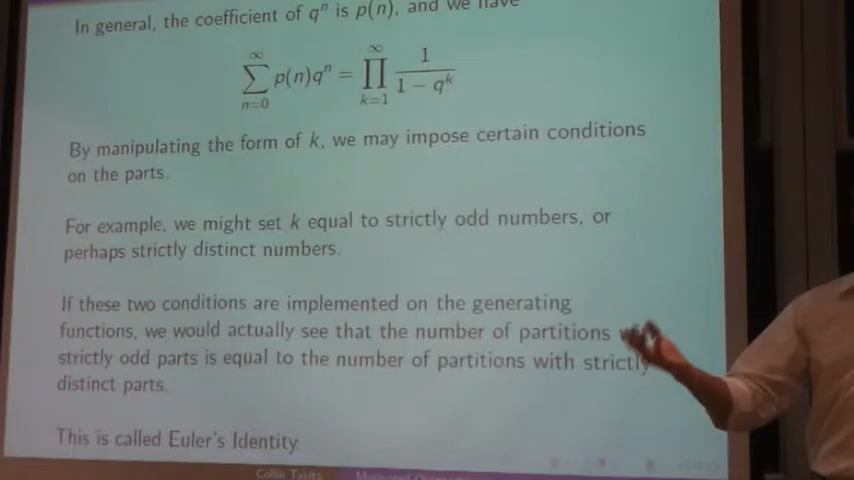 In general, the coefficient of qⁿ is p(n), and we have
∑_{n=0}^{∞} p(n)qⁿ = ∏_{k=1}^{∞} 1/(1 − q^k)
By manipulating the form of k, we may impose certain conditions
on the parts.
For example, we might set k equal to strictly odd numbers, or
perhaps strictly distinct numbers.
If these two conditions are implemented on the generating
functions, we would actually see that the number of partitions
strictly odd parts is equal to the number of partitions with strictly
distinct parts.
This is called Euler's Identity.
Collin Takita